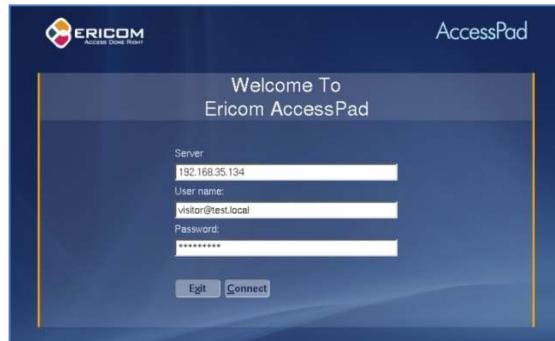 ERICOM
ACCESS DONE RIGHT
AccessPad
Welcome To
Ericom AccessPad
Server
192.168.35.134
User name:
visitor@test.local
Password:
*********
Exit Connect